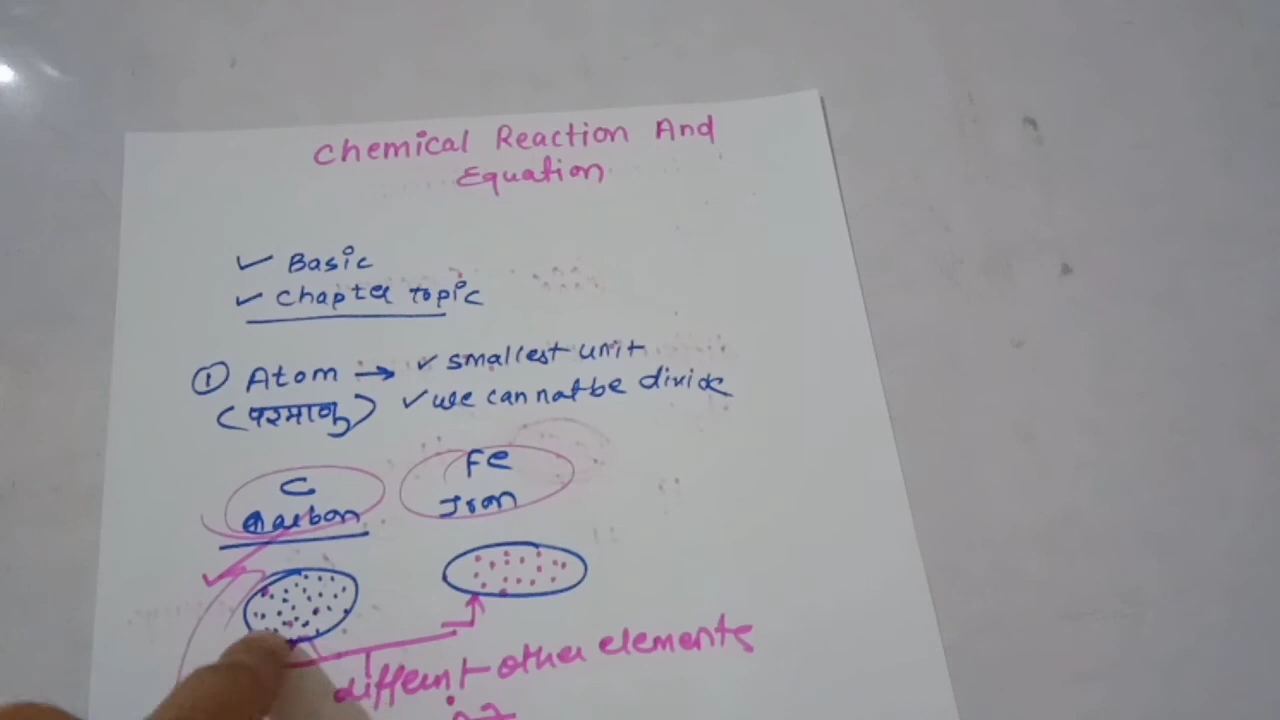 Chemical Reaction And
Equation
✓ Basic
✓ Chapter topic
① Atom → ✓ smallest unit
(परमाणु) ✓ we can not be divide
C Fe
Carbon Iron
differnt other elements